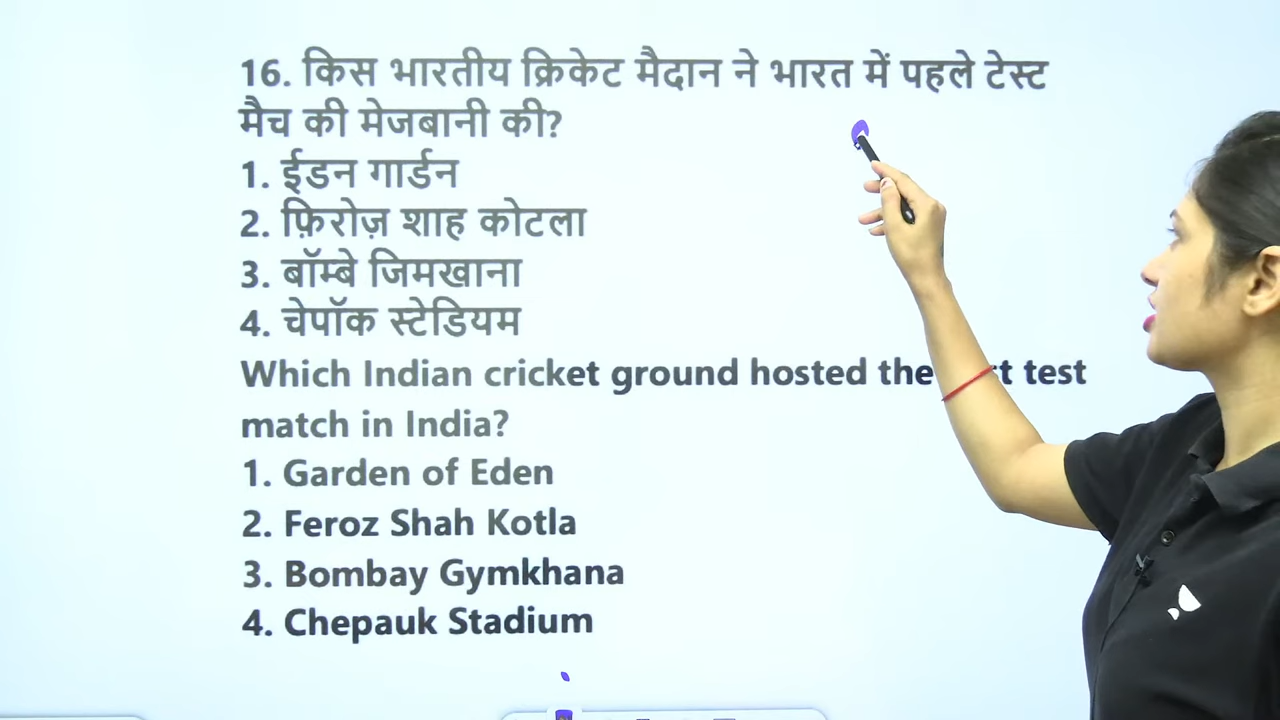 16. किस भारतीय क्रिकेट मैदान ने भारत में पहले टेस्ट
मैच की मेजबानी की?
1. ईडन गार्डन
2. फ़िरोज़ शाह कोटला
3. बॉम्बे जिमखाना
4. चेपॉक स्टेडियम
Which Indian cricket ground hosted the test
match in India?
1. Garden of Eden
2. Feroz Shah Kotla
3. Bombay Gymkhana
4. Chepauk Stadium